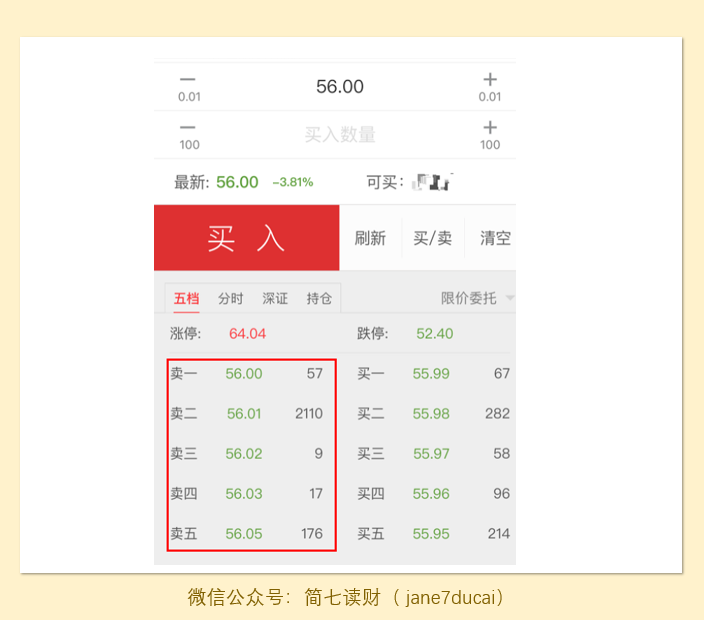 − 56.00 +
0.01 0.01
− 买入数量 +
100 100
最新: 56.00 −3.81% 可买:
买 入 刷新 买/卖 清空
五档 分时 深证 持仓 限价委托
涨停: 64.04 跌停: 52.40
卖一 56.00 57 买一 55.99 67
卖二 56.01 2110 买二 55.98 282
卖三 56.02 9 买三 55.97 58
卖四 56.03 17 买四 55.96 96
卖五 56.05 176 买五 55.95 214
微信公众号：简七读财（ jane7ducai）